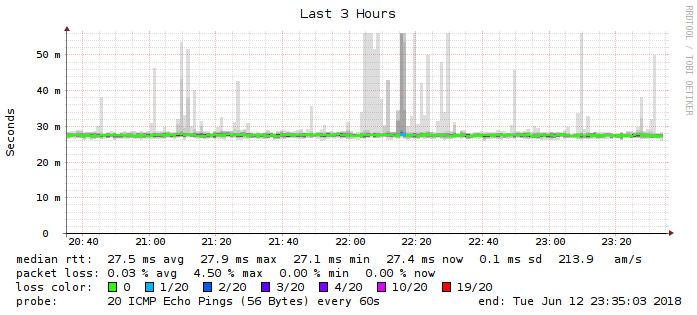 Last 3 Hours
RRDTOOL / TOBI OETIKER
Seconds
50 m
40 m
30 m
20 m
10 m
0
20:40 21:00 21:20 21:40 22:00 22:20 22:40 23:00 23:20
median rtt: 27.5 ms avg 27.9 ms max 27.1 ms min 27.4 ms now 0.1 ms sd 213.9 am/s
packet loss: 0.03 % avg 4.50 % max 0.00 % min 0.00 % now
loss color: 0 1/20 2/20 3/20 4/20 10/20 19/20
probe: 20 ICMP Echo Pings (56 Bytes) every 60s end: Tue Jun 12 23:35:03 2018